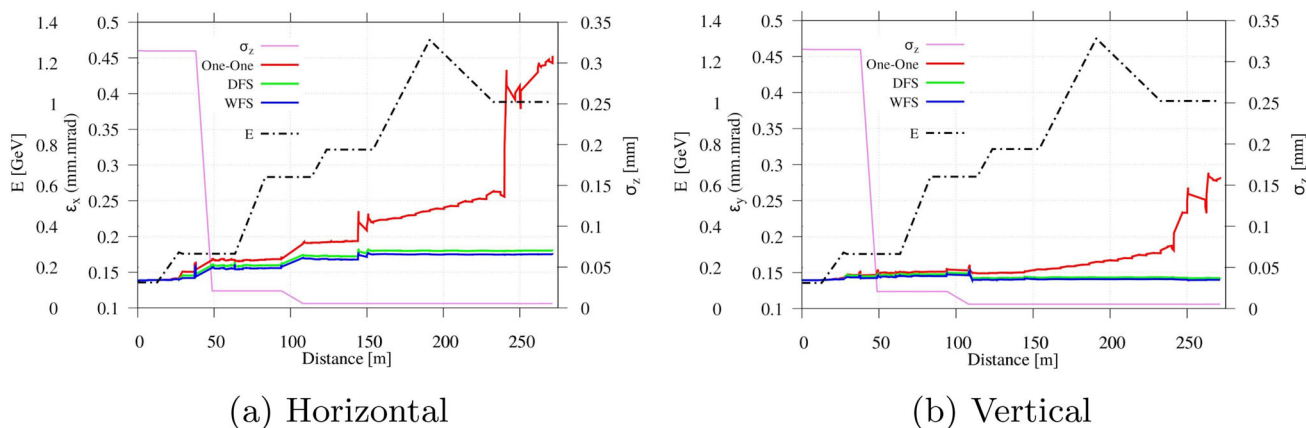 1.4 0.5 0.35
1.2 0.45 0.3
0.4
1 0.25
0.35
0.8 0.2
0.3
0.6 0.15
0.25
0.4 0.1
0.2
0.2 0.15 0.05
0 0.1 0
E [GeV]
εx (mm.mrad)
σz [mm]
σz
One-One
DFS
WFS
E
0 50 100 150 200 250
Distance [m]
(a) Horizontal
1.4 0.5 0.35
1.2 0.45 0.3
0.4
1 0.25
0.35
0.8 0.2
0.3
0.6 0.15
0.25
0.4 0.1
0.2
0.2 0.15 0.05
0 0.1 0
E [GeV]
εy (mm.mrad)
σz [mm]
σz
One-One
DFS
WFS
E
0 50 100 150 200 250
Distance [m]
(b) Vertical